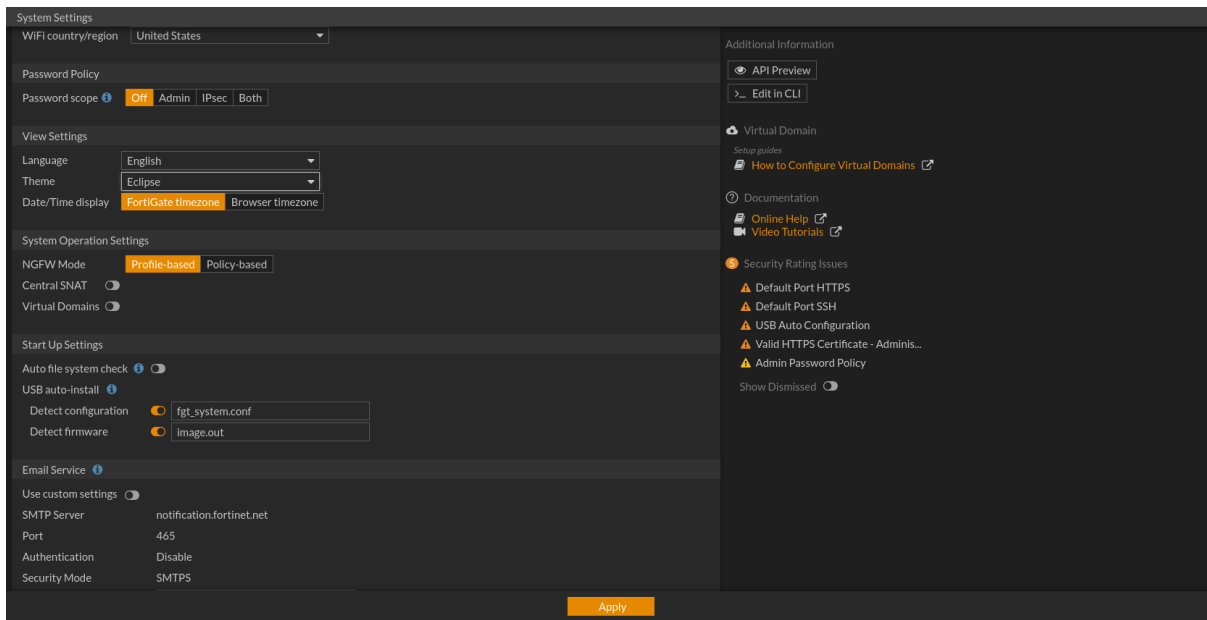 System Settings
WiFi country/region United States
Password Policy
Password scope Off Admin IPsec Both
View Settings
Language English
Theme Eclipse
Date/Time display FortiGate timezone Browser timezone
System Operation Settings
NGFW Mode Profile-based Policy-based
Central SNAT
Virtual Domains
Start Up Settings
Auto file system check
USB auto-install
Detect configuration fgt_system.conf
Detect firmware image.out
Email Service
Use custom settings
SMTP Server notification.fortinet.net
Port 465
Authentication Disable
Security Mode SMTPS
Additional Information
API Preview
>_ Edit in CLI
Virtual Domain
Setup guides
How to Configure Virtual Domains
Documentation
Online Help
Video Tutorials
5 Security Rating Issues
Default Port HTTPS
Default Port SSH
USB Auto Configuration
Valid HTTPS Certificate - Adminis...
Admin Password Policy
Show Dismissed
Apply